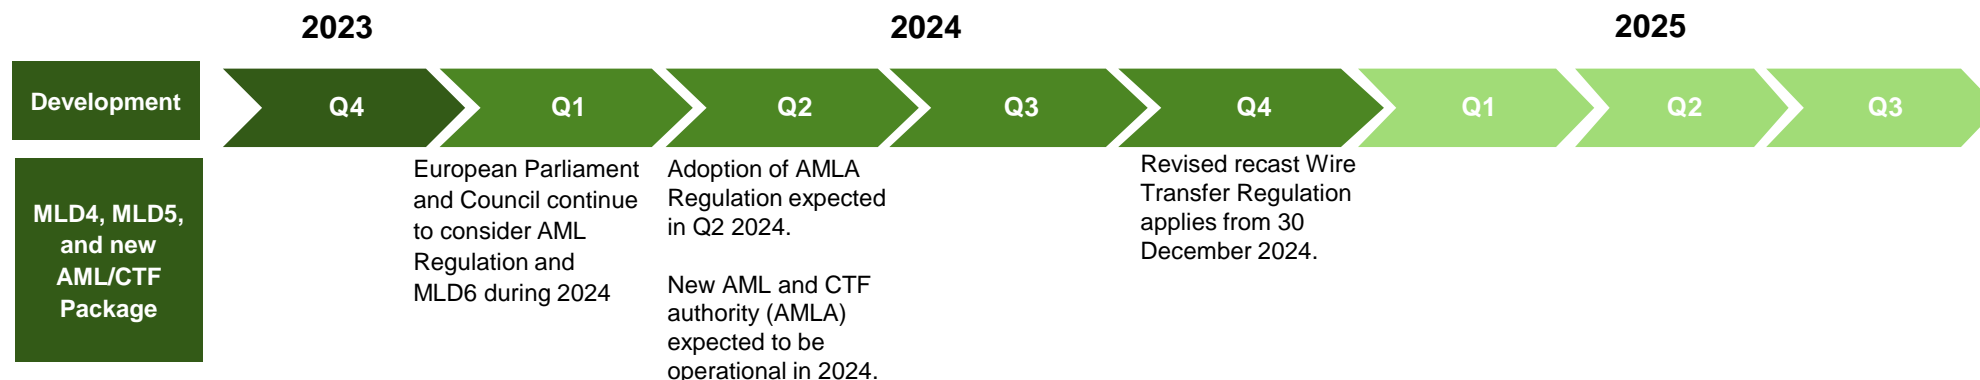 2023
2024
2025
Development
Q4
Q1
Q2
Q3
Q4
Q1
Q2
Q3
MLD4, MLD5,
and new
AML/CTF
Package
European Parliament
and Council continue
to consider AML
Regulation and
MLD6 during 2024
Adoption of AMLA
Regulation expected
in Q2 2024.
New AML and CTF
authority (AMLA)
expected to be
operational in 2024.
Revised recast Wire
Transfer Regulation
applies from 30
December 2024.